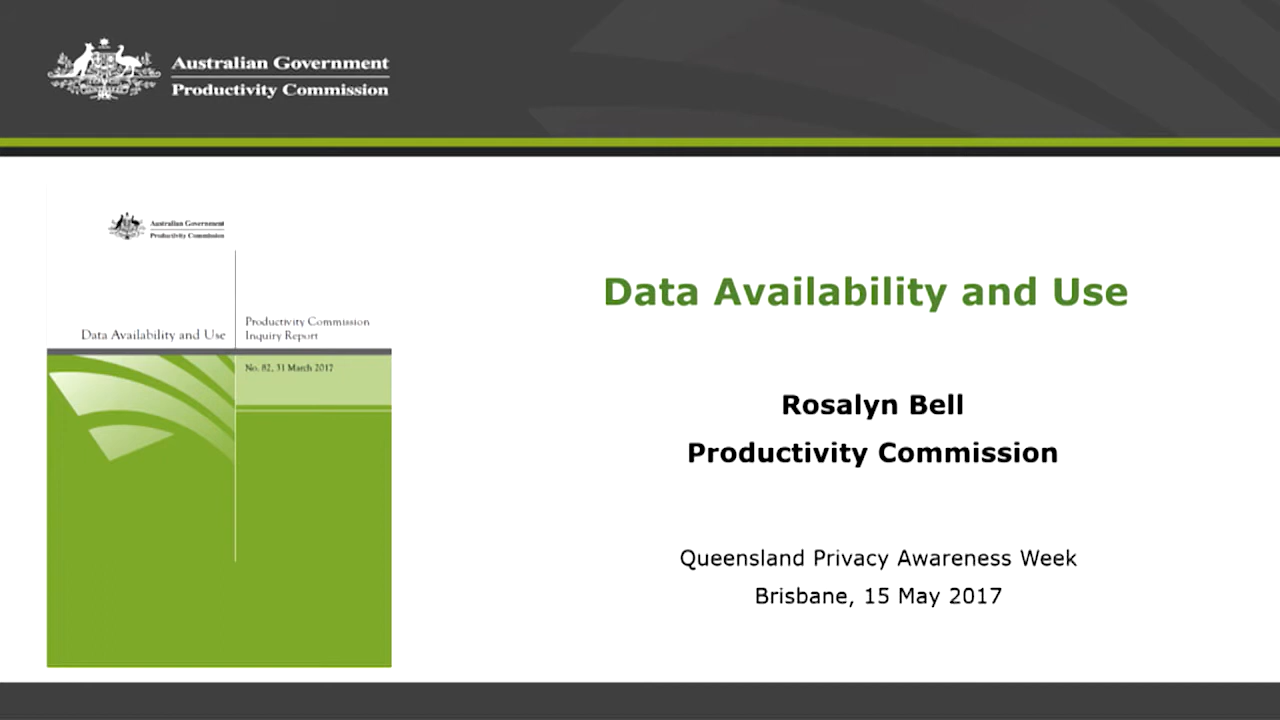 Australian Government
Productivity Commission
Australian Government
Productivity Commission
Data Availability and Use
Productivity Commission
Inquiry Report
No. 82, 31 March 2017
Data Availability and Use
Rosalyn Bell
Productivity Commission
Queensland Privacy Awareness Week
Brisbane, 15 May 2017